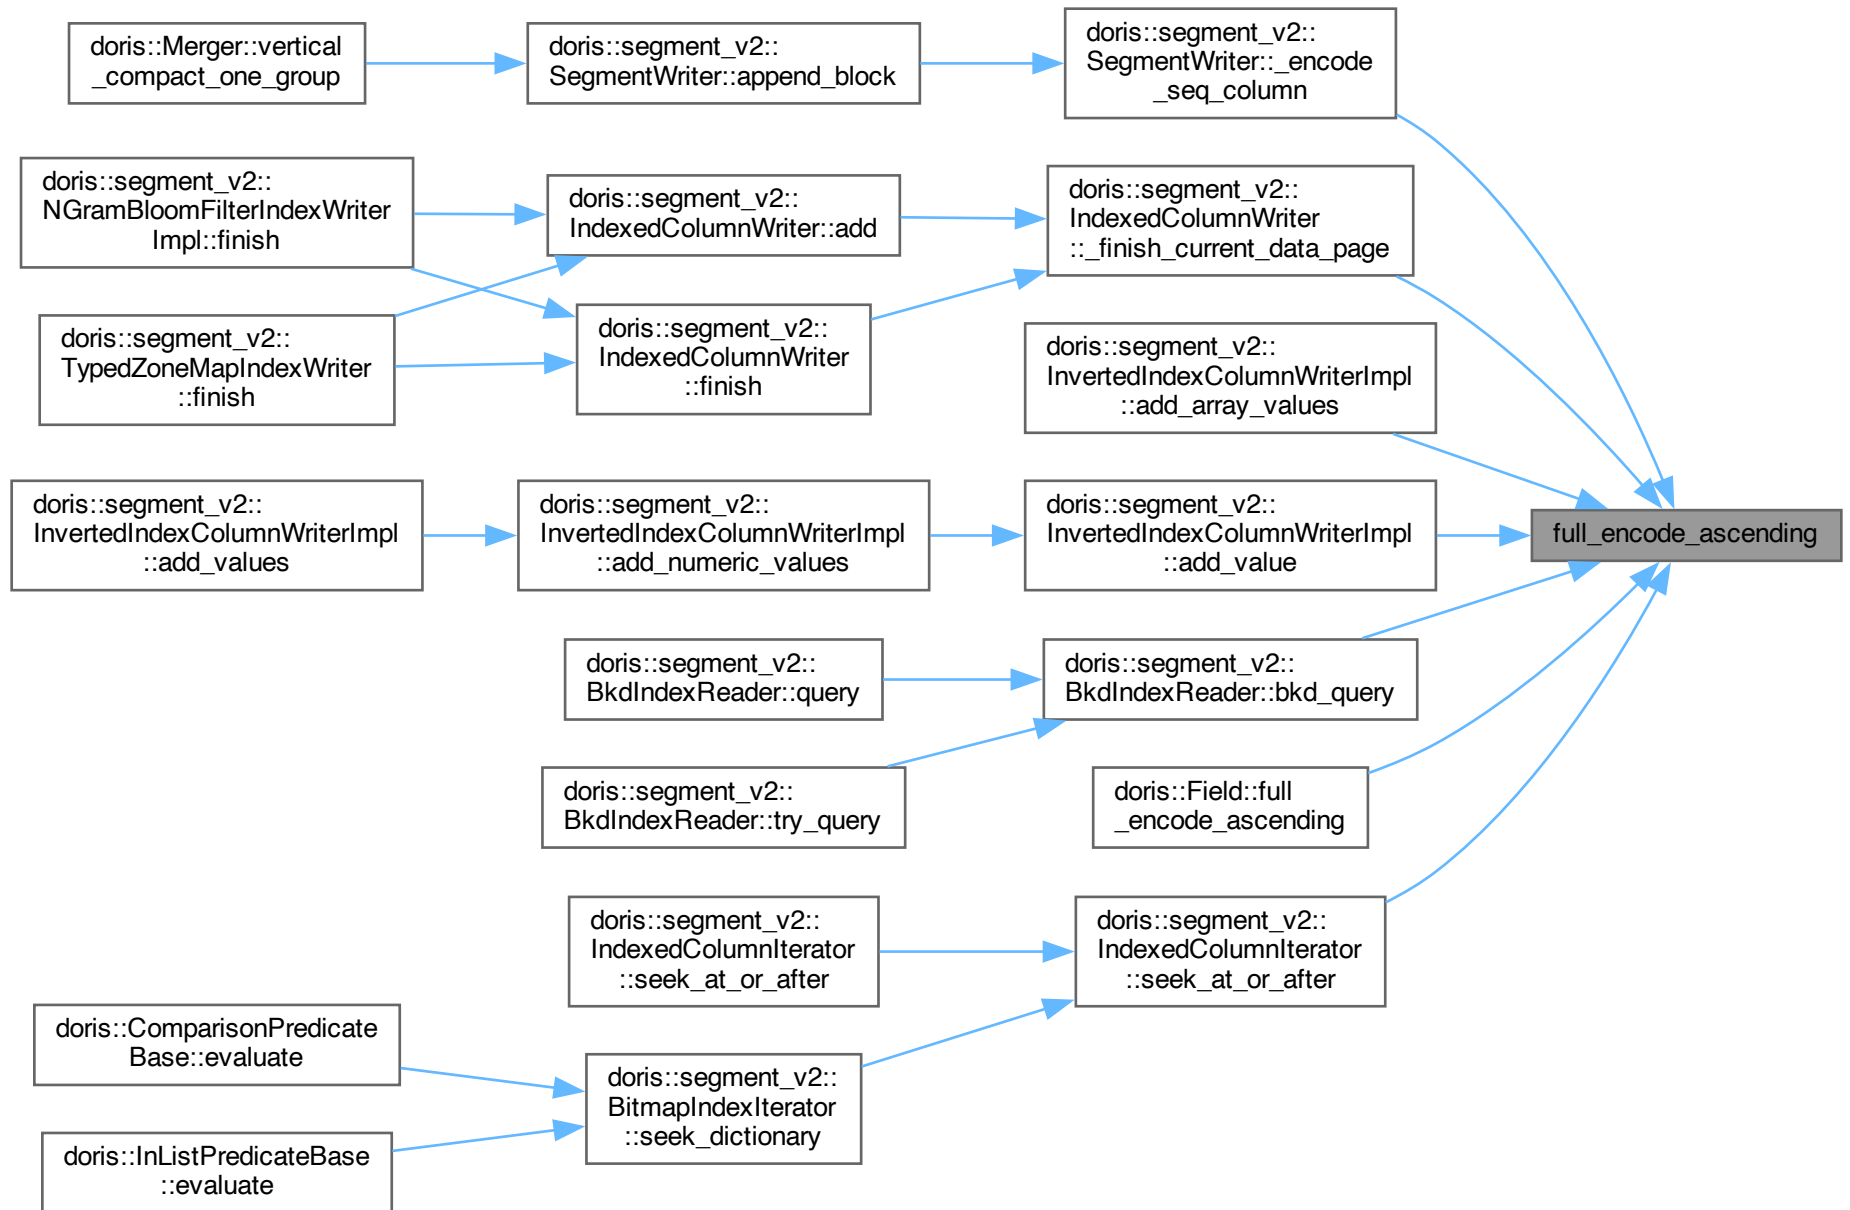 doris::Merger::vertical
_compact_one_group
doris::segment_v2::
SegmentWriter::append_block
doris::segment_v2::
SegmentWriter::_encode
_seq_column
doris::segment_v2::
NGramBloomFilterIndexWriter
Impl::finish
doris::segment_v2::
IndexedColumnWriter::add
doris::segment_v2::
IndexedColumnWriter
::_finish_current_data_page
doris::segment_v2::
TypedZoneMapIndexWriter
::finish
doris::segment_v2::
IndexedColumnWriter
::finish
doris::segment_v2::
InvertedIndexColumnWriterImpl
::add_array_values
doris::segment_v2::
InvertedIndexColumnWriterImpl
::add_values
doris::segment_v2::
InvertedIndexColumnWriterImpl
::add_numeric_values
doris::segment_v2::
InvertedIndexColumnWriterImpl
::add_value
full_encode_ascending
doris::segment_v2::
BkdIndexReader::query
doris::segment_v2::
BkdIndexReader::bkd_query
doris::segment_v2::
BkdIndexReader::try_query
doris::Field::full
_encode_ascending
doris::segment_v2::
IndexedColumnIterator
::seek_at_or_after
doris::segment_v2::
IndexedColumnIterator
::seek_at_or_after
doris::ComparisonPredicate
Base::evaluate
doris::segment_v2::
BitmapIndexIterator
::seek_dictionary
doris::InListPredicateBase
::evaluate